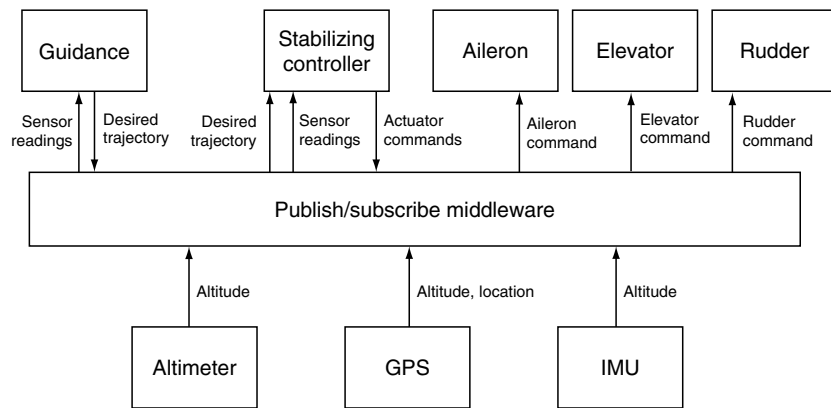 Guidance
Stabilizing
controller
Aileron
Elevator
Rudder
Sensor
readings
Desired
trajectory
Desired
trajectory
Sensor
readings
Actuator
commands
Aileron
command
Elevator
command
Rudder
command
Publish/subscribe middleware
Altitude
Altitude, location
Altitude
Altimeter
GPS
IMU